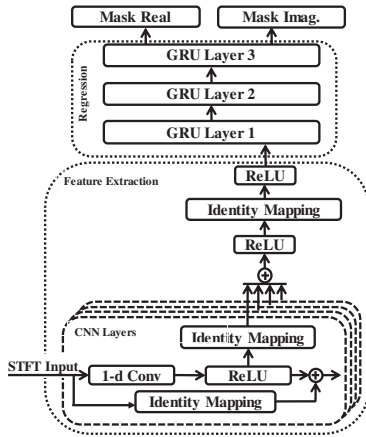 Mask Real
Mask Imag.
GRU Layer 3
GRU Layer 2
GRU Layer 1
Regression
ReLU
Feature Extraction
Identity Mapping
ReLU
CNN Layers
Identity Mapping
STFT Input
1-d Conv
ReLU
Identity Mapping